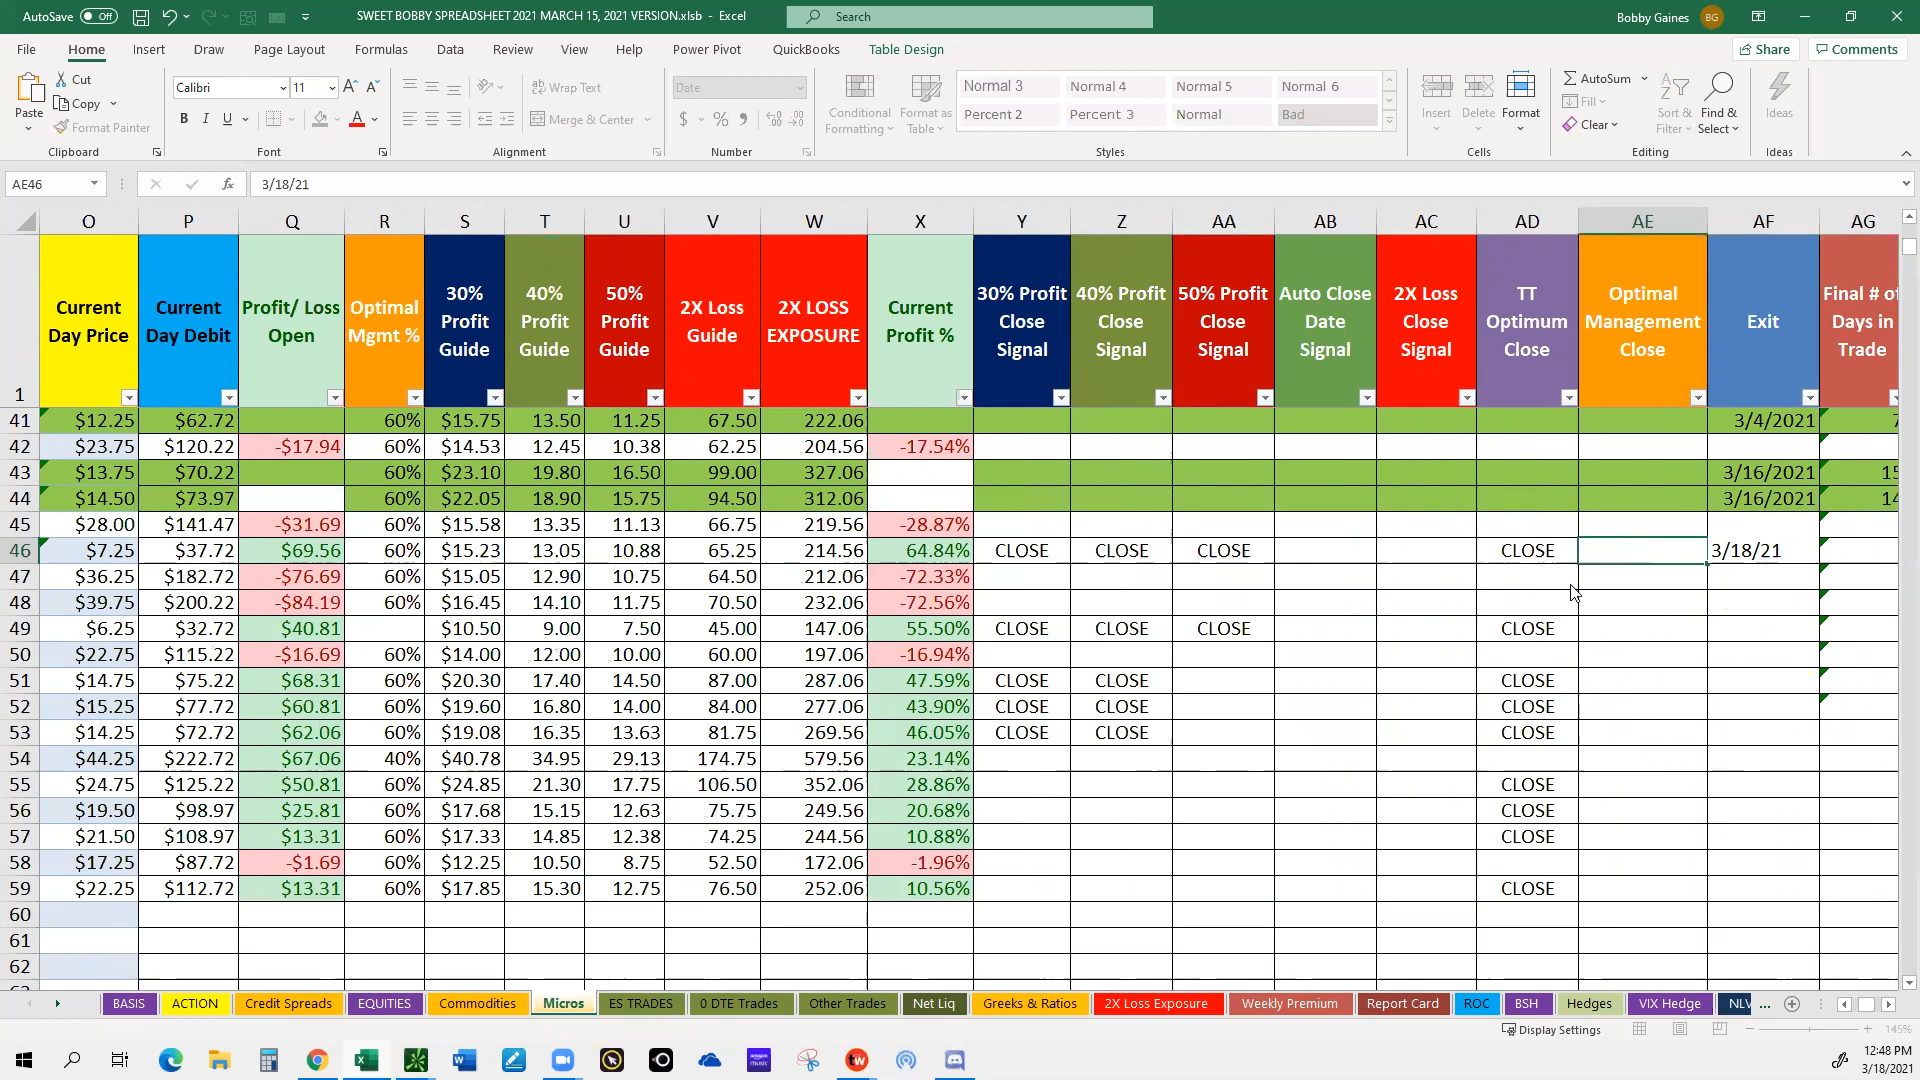 AutoSave Off SWEET BOBBY SPREADSHEET 2021 MARCH 15, 2021 VERSION.xlsb - Excel Search Bobby Gaines BG
File Home Insert Draw Page Layout Formulas Data Review View Help Power Pivot QuickBooks Table Design Share Comments
Cut
Copy
Format Painter
Paste
Clipboard
Calibri 11
B I U
Font
Wrap Text
Merge & Center
Alignment
Date
$ % 9
Number
Conditional Formatting
Format as Table
Normal 3 Normal 4 Normal 5 Normal 6
Percent 2 Percent 3 Normal Bad
Styles
Insert Delete Format
Cells
AutoSum
Fill
Clear
Sort & Filter
Find & Select
Editing
Ideas
Ideas
AE46 fx 3/18/21
O P Q R S T U V W X Y Z AA AB AC AD AE AF AG
1 Current Day Price Current Day Debit Profit/ Loss Open Optimal Mgmt % 30% Profit Guide 40% Profit Guide 50% Profit Guide 2X Loss Guide 2X LOSS EXPOSURE Current Profit % 30% Profit Close Signal 40% Profit Close Signal 50% Profit Close Signal Auto Close Date Signal 2X Loss Close Signal TT Optimum Close Optimal Management Close Exit Final # of Days in Trade
41 $12.25 $62.72 60% $15.75 13.50 11.25 67.50 222.06 3/4/2021 7
42 $23.75 $120.22 -$17.94 60% $14.53 12.45 10.38 62.25 204.56 -17.54%
43 $13.75 $70.22 60% $23.10 19.80 16.50 99.00 327.06 3/16/2021 15
44 $14.50 $73.97 60% $22.05 18.90 15.75 94.50 312.06 3/16/2021 14
45 $28.00 $141.47 -$31.69 60% $15.58 13.35 11.13 66.75 219.56 -28.87%
46 $7.25 $37.72 $69.56 60% $15.23 13.05 10.88 65.25 214.56 64.84% CLOSE CLOSE CLOSE CLOSE 3/18/21
47 $36.25 $182.72 -$76.69 60% $15.05 12.90 10.75 64.50 212.06 -72.33%
48 $39.75 $200.22 -$84.19 60% $16.45 14.10 11.75 70.50 232.06 -72.56%
49 $6.25 $32.72 $40.81 $10.50 9.00 7.50 45.00 147.06 55.50% CLOSE CLOSE CLOSE CLOSE
50 $22.75 $115.22 -$16.69 60% $14.00 12.00 10.00 60.00 197.06 -16.94%
51 $14.75 $75.22 $68.31 60% $20.30 17.40 14.50 87.00 287.06 47.59% CLOSE CLOSE CLOSE
52 $15.25 $77.72 $60.81 60% $19.60 16.80 14.00 84.00 277.06 43.90% CLOSE CLOSE CLOSE
53 $14.25 $72.72 $62.06 60% $19.08 16.35 13.63 81.75 269.56 46.05% CLOSE CLOSE CLOSE
54 $44.25 $222.72 $67.06 40% $40.78 34.95 29.13 174.75 579.56 23.14%
55 $24.75 $125.22 $50.81 60% $24.85 21.30 17.75 106.50 352.06 28.86% CLOSE
56 $19.50 $98.97 $25.81 60% $17.68 15.15 12.63 75.75 249.56 20.68% CLOSE
57 $21.50 $108.97 $13.31 60% $17.33 14.85 12.38 74.25 244.56 10.88% CLOSE
58 $17.25 $87.72 -$1.69 60% $12.25 10.50 8.75 52.50 172.06 -1.96%
59 $22.25 $112.72 $13.31 60% $17.85 15.30 12.75 76.50 252.06 10.56% CLOSE
60
61
62
BASIS ACTION Credit Spreads EQUITIES Commodities Micros ES TRADES 0 DTE Trades Other Trades Net Liq Greeks & Ratios 2X Loss Exposure Weekly Premium Report Card ROC BSH Hedges VIX Hedge NLV ...
Display Settings 145%
12:48 PM
3/18/2021